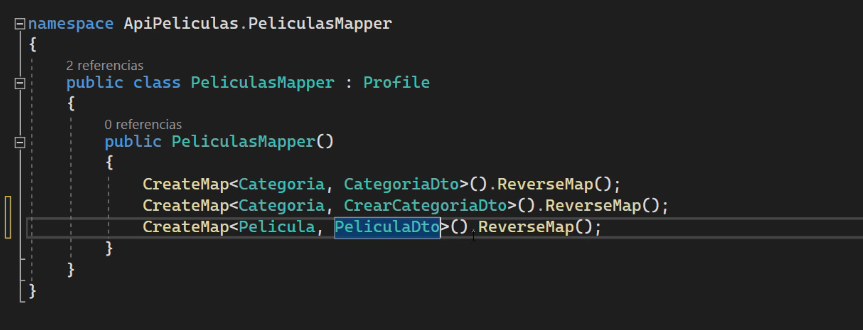 namespace ApiPeliculas.PeliculasMapper
{
2 referencias
public class PeliculasMapper : Profile
{
0 referencias
public PeliculasMapper()
{
CreateMap<Categoria, CategoriaDto>().ReverseMap();
CreateMap<Categoria, CrearCategoriaDto>().ReverseMap();
CreateMap<Pelicula, PeliculaDto>().ReverseMap();
}
}
}